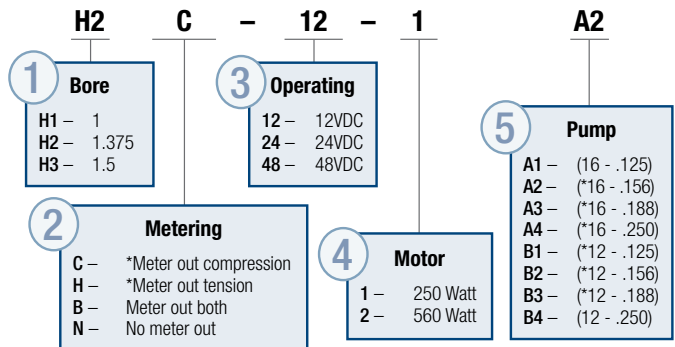 H2 C – 12 – 1 A2
1
Bore
H1 – 1
H2 – 1.375
H3 – 1.5
2
Metering
C – *Meter out compression
H – *Meter out tension
B – Meter out both
N – No meter out
3
Operating
12 – 12VDC
24 – 24VDC
48 – 48VDC
4
Motor
1 – 250 Watt
2 – 560 Watt
5
Pump
A1 – (16 - .125)
A2 – (*16 - .156)
A3 – (*16 - .188)
A4 – (*16 - .250)
B1 – (*12 - .125)
B2 – (*12 - .156)
B3 – (*12 - .188)
B4 – (12 - .250)